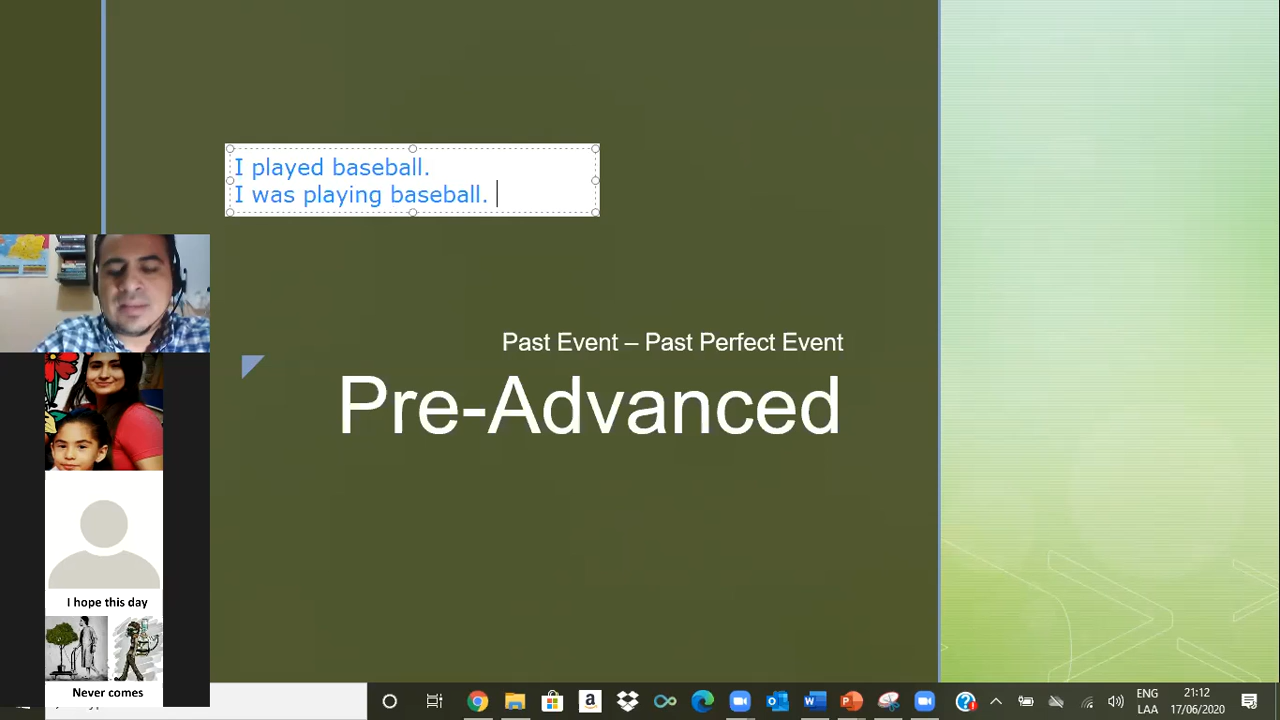 I played baseball.
I was playing baseball.
Past Event – Past Perfect Event
Pre-Advanced
I hope this day
Never comes
ENG
LAA
21:12
17/06/2020